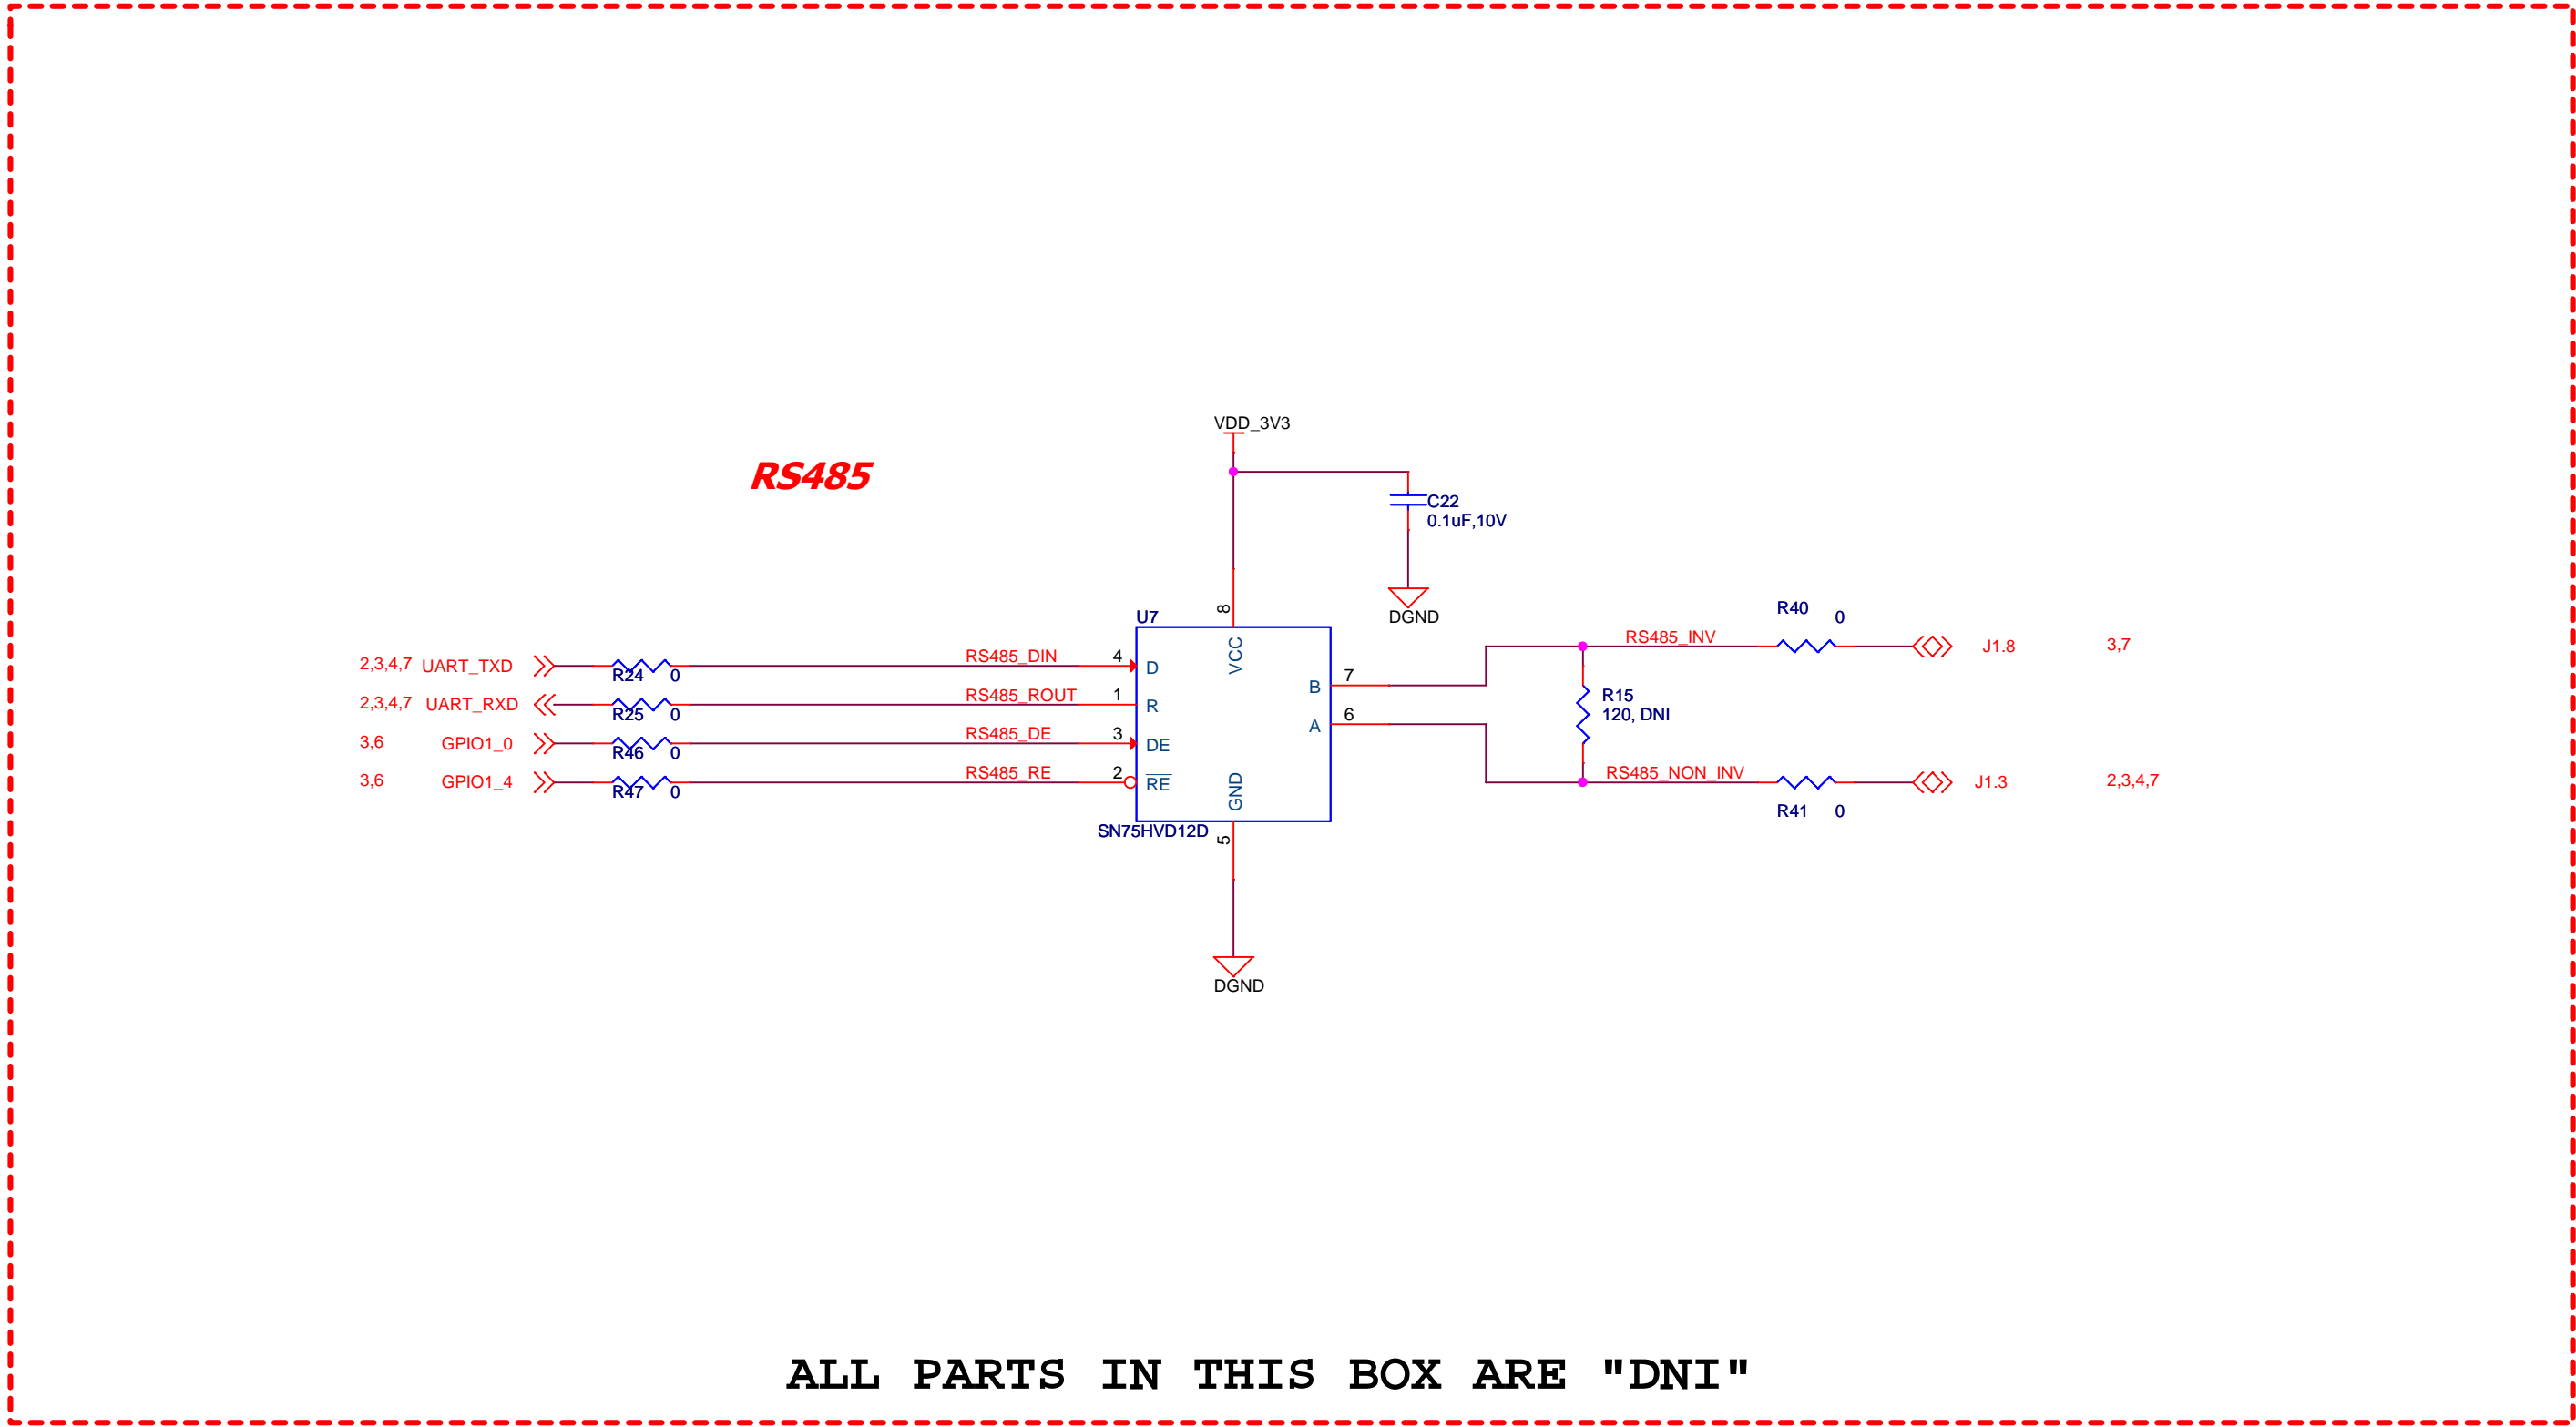 VDD_3V3
RS485
C22
0.1uF,10V
DGND
U7
8
VCC
2,3,4,7 UART_TXD
R24 0
RS485_DIN
4
D
2,3,4,7 UART_RXD
R25 0
RS485_ROUT
1
R
3,6 GPIO1_0
R46 0
RS485_DE
3
DE
3,6 GPIO1_4
R47 0
RS485_RE
2
RE
GND
5
SN75HVD12D
DGND
B
7
A
6
RS485_INV
R40 0
J1.8
3,7
R15
120, DNI
RS485_NON_INV
R41 0
J1.3
2,3,4,7
ALL PARTS IN THIS BOX ARE "DNI"